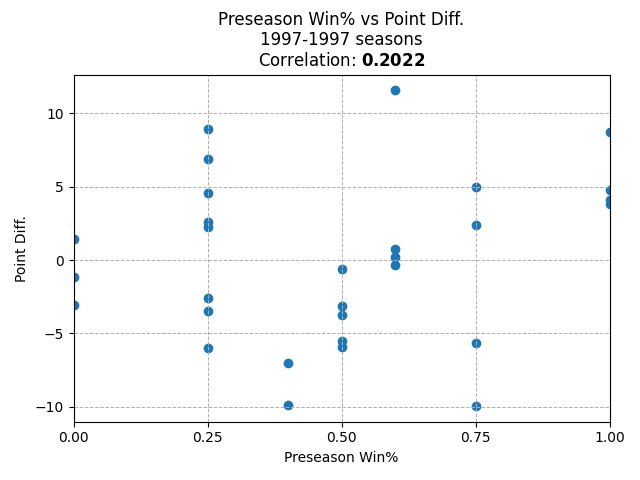 Preseason Win% vs Point Diff.
1997-1997 seasons
Correlation: 0.2022
10
5
0
−5
−10
Point Diff.
0.00 0.25 0.50 0.75 1.00
Preseason Win%